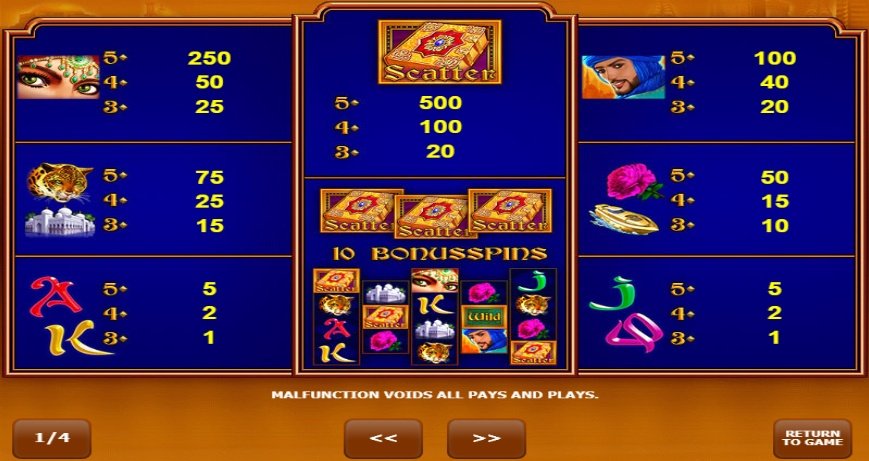 5 250
4 50
3 25
Scatter
5 500
4 100
3 20
5 100
4 40
3 20
5 75
4 25
3 15
Scatter Scatter Scatter
10 BONUSSPINS
Scatter
J
K
Scatter
Wild
A
K
Scatter
5 50
4 15
3 10
A
K
5 5
4 2
3 1
J
Q
5 5
4 2
3 1
MALFUNCTION VOIDS ALL PAYS AND PLAYS.
1/4
<<
>>
RETURN
TO GAME